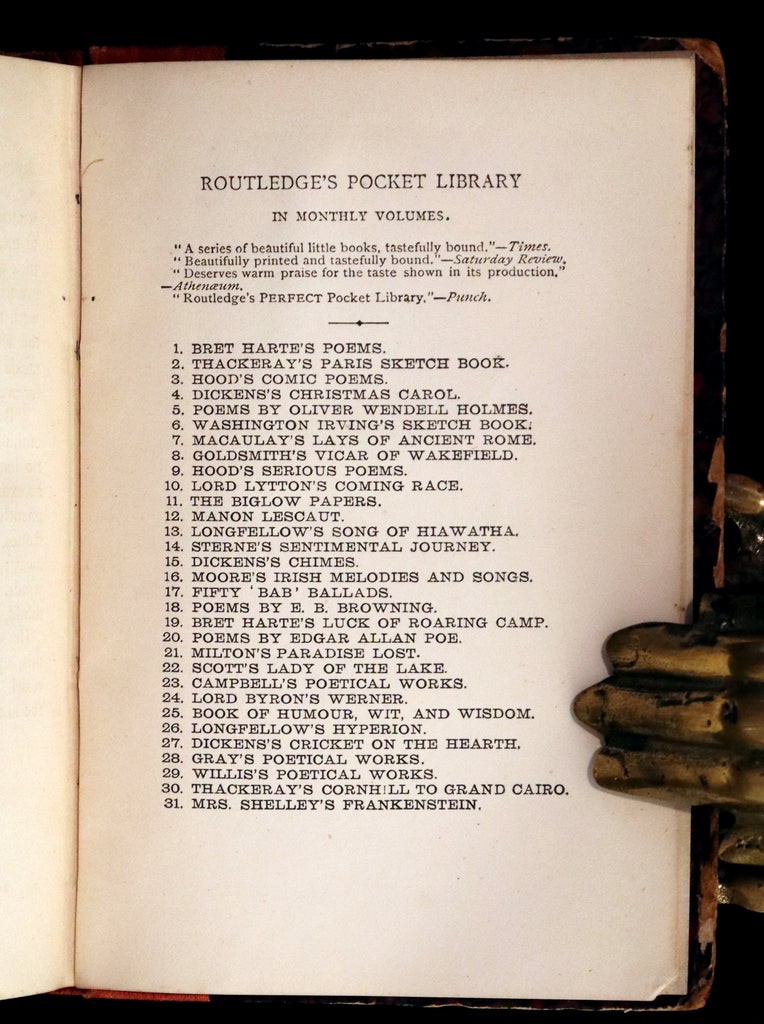 ROUTLEDGE'S POCKET LIBRARY
IN MONTHLY VOLUMES.
"A series of beautiful little books, tastefully bound."—Times.
"Beautifully printed and tastefully bound."—Saturday Review.
"Deserves warm praise for the taste shown in its production."
—Athenæum.
"Routledge's PERFECT Pocket Library."—Punch.
1. BRET HARTE'S POEMS.
2. THACKERAY'S PARIS SKETCH BOOK.
3. HOOD'S COMIC POEMS.
4. DICKENS'S CHRISTMAS CAROL.
5. POEMS BY OLIVER WENDELL HOLMES.
6. WASHINGTON IRVING'S SKETCH BOOK.
7. MACAULAY'S LAYS OF ANCIENT ROME.
8. GOLDSMITH'S VICAR OF WAKEFIELD.
9. HOOD'S SERIOUS POEMS.
10. LORD LYTTON'S COMING RACE.
11. THE BIGLOW PAPERS.
12. MANON LESCAUT.
13. LONGFELLOW'S SONG OF HIAWATHA.
14. STERNE'S SENTIMENTAL JOURNEY.
15. DICKENS'S CHIMES.
16. MOORE'S IRISH MELODIES AND SONGS.
17. FIFTY 'BAB' BALLADS.
18. POEMS BY E. B. BROWNING.
19. BRET HARTE'S LUCK OF ROARING CAMP.
20. POEMS BY EDGAR ALLAN POE.
21. MILTON'S PARADISE LOST.
22. SCOTT'S LADY OF THE LAKE.
23. CAMPBELL'S POETICAL WORKS.
24. LORD BYRON'S WERNER.
25. BOOK OF HUMOUR, WIT, AND WISDOM.
26. LONGFELLOW'S HYPERION.
27. DICKENS'S CRICKET ON THE HEARTH.
28. GRAY'S POETICAL WORKS.
29. WILLIS'S POETICAL WORKS.
30. THACKERAY'S CORNHILL TO GRAND CAIRO.
31. MRS. SHELLEY'S FRANKENSTEIN.